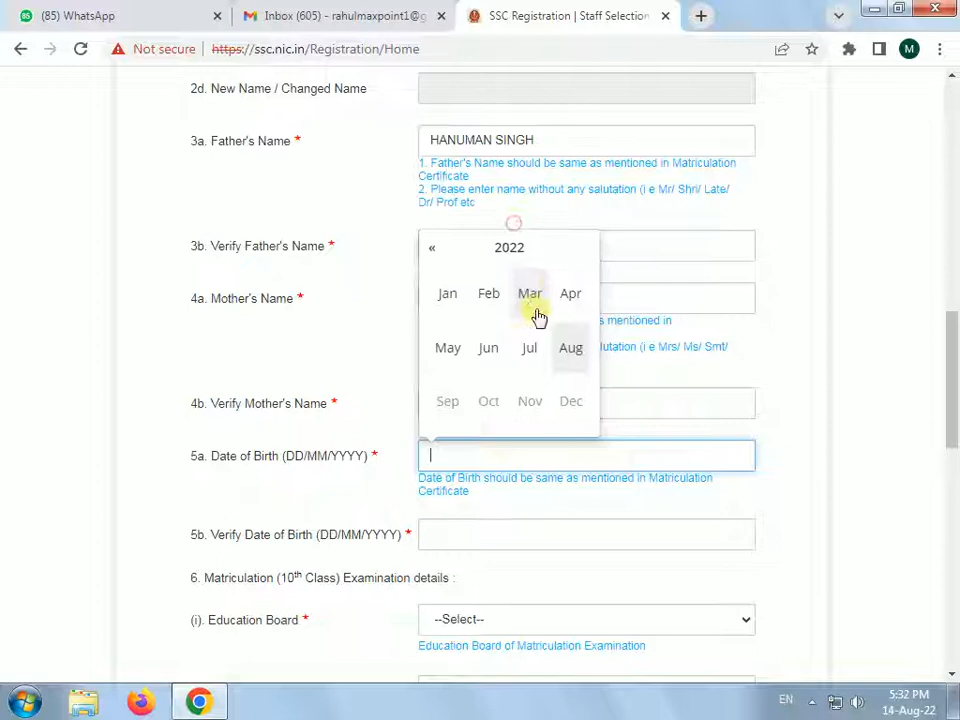 (85) WhatsApp
Inbox (605) - rahulmaxpoint1@g
SSC Registration | Staff Selection
Not secure
https://ssc.nic.in/Registration/Home
M
2d. New Name / Changed Name
3a. Father's Name *
HANUMAN SINGH
1. Father's Name should be same as mentioned in Matriculation
Certificate
2. Please enter name without any salutation (i e Mr/ Shri/ Late/
Dr/ Prof etc
3b. Verify Father's Name *
« 2022
Jan Feb Mar Apr
4a. Mother's Name *
s mentioned in
May Jun Jul Aug
utation (i e Mrs/ Ms/ Smt/
Sep Oct Nov Dec
4b. Verify Mother's Name *
5a. Date of Birth (DD/MM/YYYY) *
Date of Birth should be same as mentioned in Matriculation
Certificate
5b. Verify Date of Birth (DD/MM/YYYY) *
6. Matriculation (10th Class) Examination details :
(i). Education Board *
--Select--
Education Board of Matriculation Examination
EN
5:32 PM
14-Aug-22